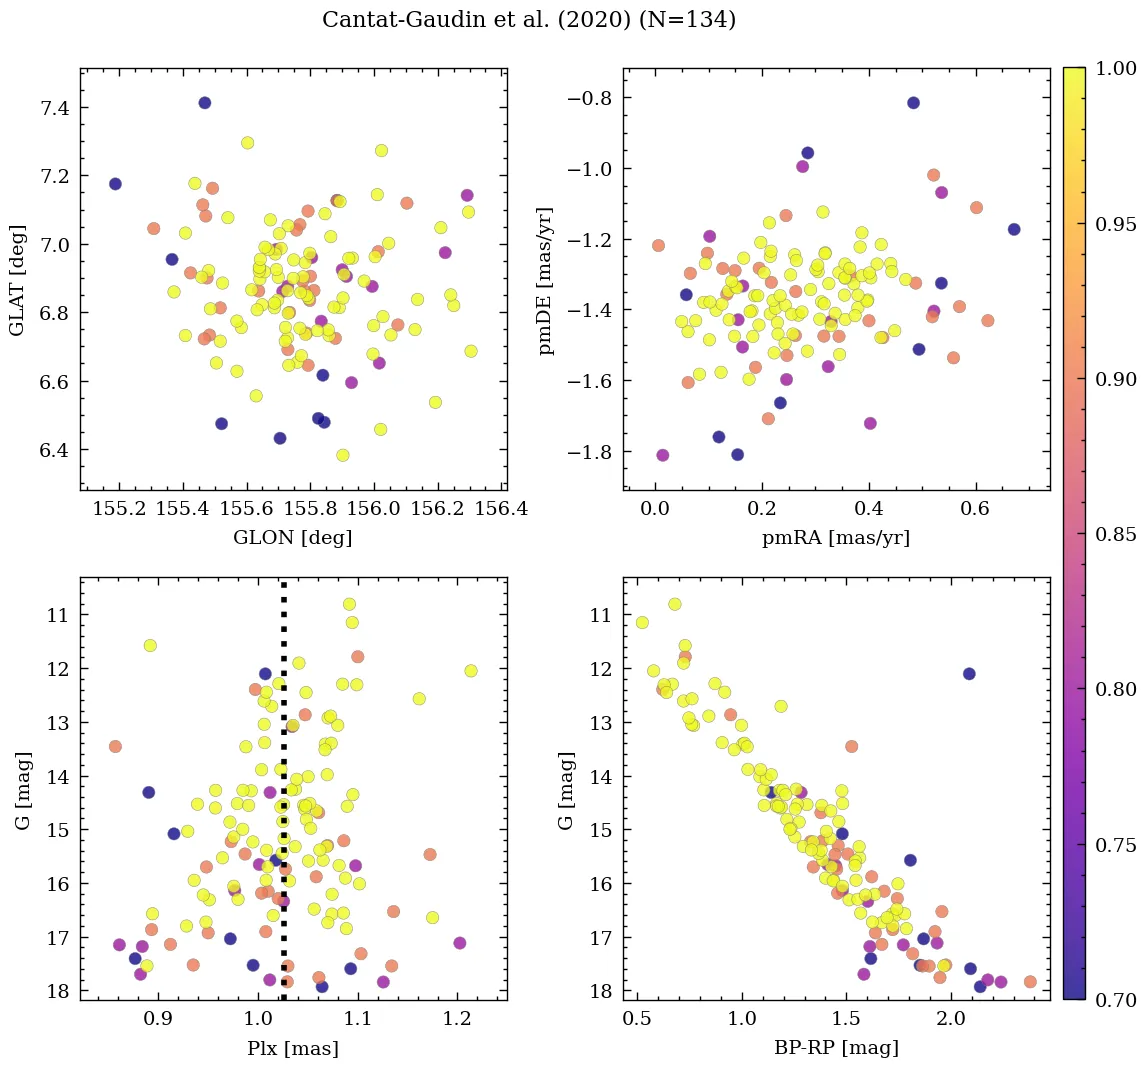 Cantat-Gaudin et al. (2020) (N=134)
7.4
7.2
7.0
6.8
6.6
6.4
GLAT [deg]
155.2 155.4 155.6 155.8 156.0 156.2 156.4
GLON [deg]
−0.8
−1.0
−1.2
−1.4
−1.6
−1.8
pmDE [mas/yr]
0.0 0.2 0.4 0.6
pmRA [mas/yr]
1.00
0.95
0.90
0.85
0.80
0.75
0.70
11
12
13
14
15
16
17
18
G [mag]
0.9 1.0 1.1 1.2
Plx [mas]
11
12
13
14
15
16
17
18
G [mag]
0.5 1.0 1.5 2.0
BP-RP [mag]